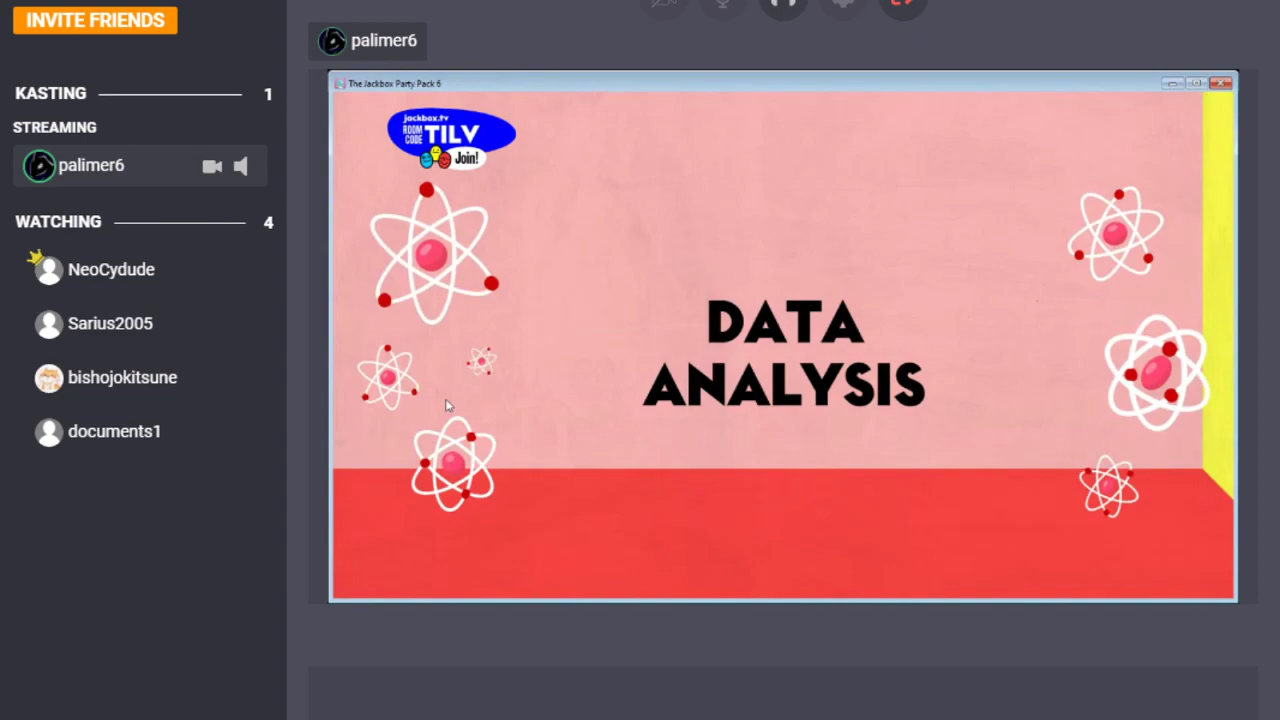 INVITE FRIENDS
KASTING 1
STREAMING
palimer6
WATCHING 4
NeoCydude
Sarius2005
bishojokitsune
documents1
palimer6
The Jackbox Party Pack 6
jackbox.tv
ROOM CODE TILV
Join!
DATA
ANALYSIS